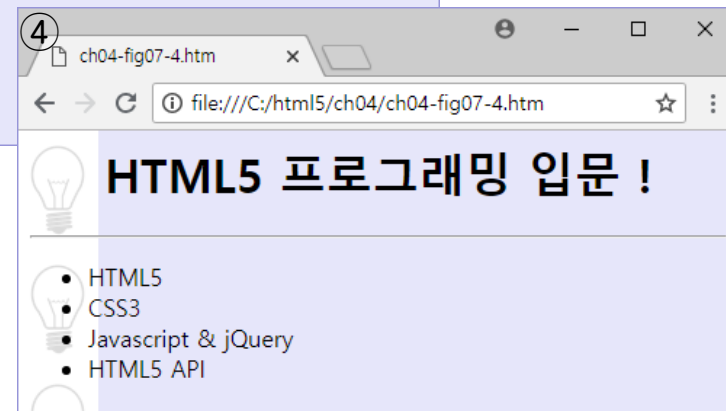 ④
ch04-fig07-4.htm
file:///C:/html5/ch04/ch04-fig07-4.htm
HTML5 프로그래밍 입문 !
HTML5
CSS3
Javascript & jQuery
HTML5 API